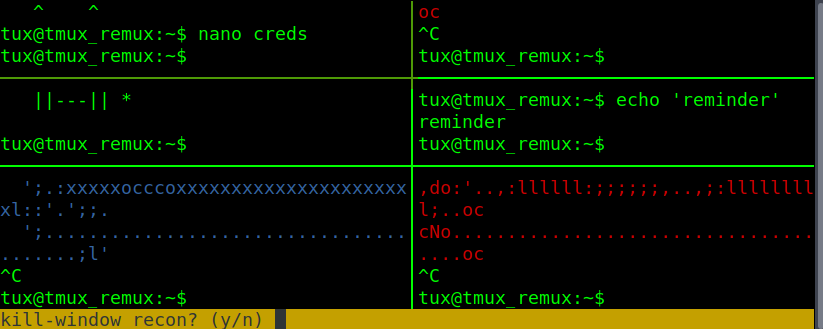 ^    ^
tux@tmux_remux:~$ nano creds
tux@tmux_remux:~$
oc
^C
tux@tmux_remux:~$
||---|| *
tux@tmux_remux:~$
tux@tmux_remux:~$ echo 'reminder'
reminder
tux@tmux_remux:~$
';.:xxxxxocccoxxxxxxxxxxxxxxxxxxxxx
xl::'.';;.
';.................................
.......;l'
^C
tux@tmux_remux:~$
,do:'..,:llllll:;;;;;;,..,;:llllllll
l;..oc
cNo.................................
....oc
^C
tux@tmux_remux:~$
kill-window recon? (y/n)